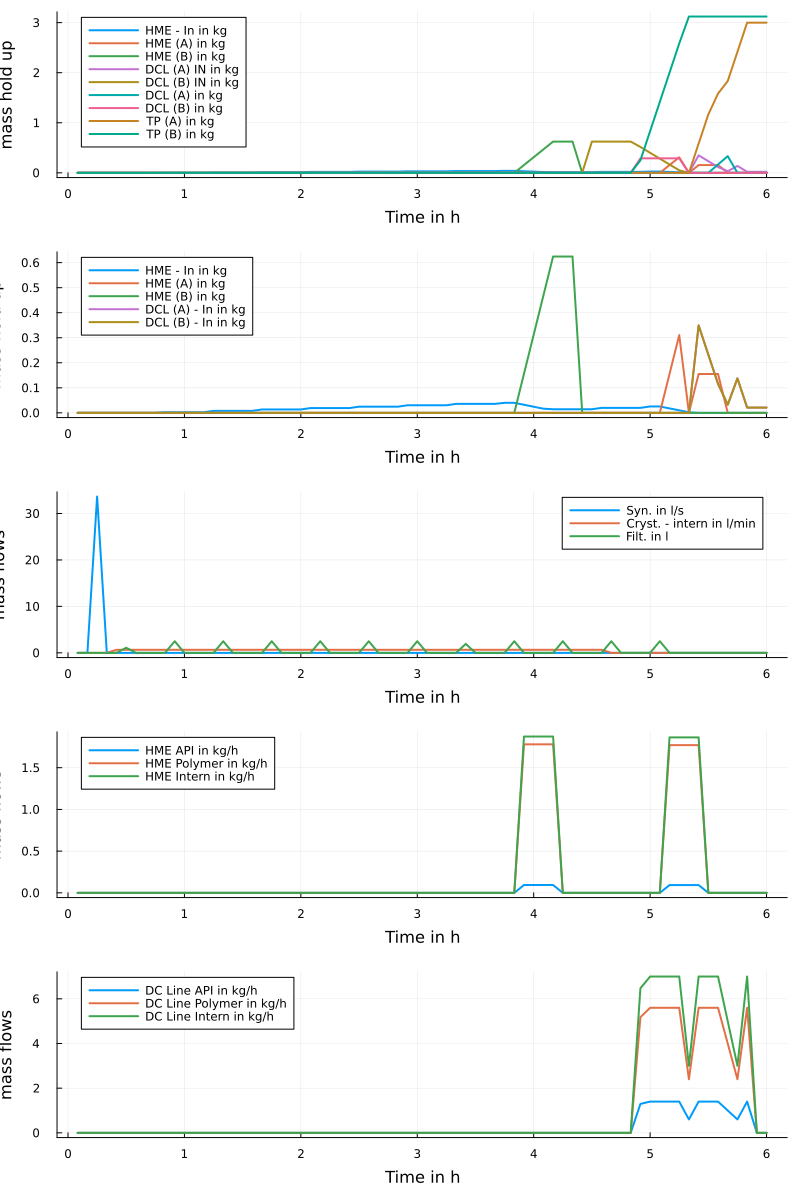 mass hold up
3
2
1
0
HME - In in kg
HME (A) in kg
HME (B) in kg
DCL (A) IN in kg
DCL (B) IN in kg
DCL (A) in kg
DCL (B) in kg
TP (A) in kg
TP (B) in kg
0 1 2 3 4 5 6
Time in h
0.6
0.5
0.4
0.3
0.2
0.1
0.0
HME - In in kg
HME (A) in kg
HME (B) in kg
DCL (A) - In in kg
DCL (B) - In in kg
0 1 2 3 4 5 6
Time in h
mass flows
30
20
10
0
Syn. in l/s
Cryst. - intern in l/min
Filt. in l
0 1 2 3 4 5 6
Time in h
1.5
1.0
0.5
0.0
HME API in kg/h
HME Polymer in kg/h
HME Intern in kg/h
0 1 2 3 4 5 6
Time in h
mass flows
6
4
2
0
DC Line API in kg/h
DC Line Polymer in kg/h
DC Line Intern in kg/h
0 1 2 3 4 5 6
Time in h